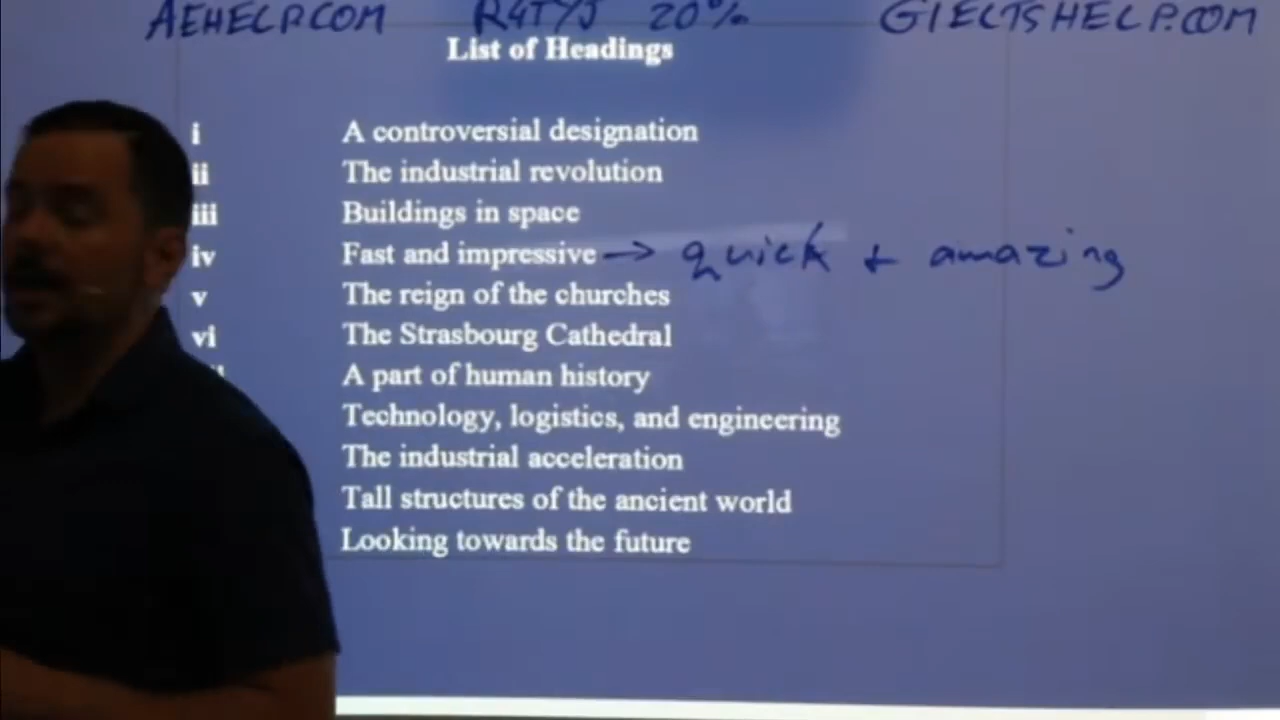 AEHELP.COM R4TYJ 20% GIELTSHELP.COM
List of Headings
i A controversial designation
ii The industrial revolution
iii Buildings in space
iv Fast and impressive → quick + amazing
v The reign of the churches
vi The Strasbourg Cathedral
A part of human history
Technology, logistics, and engineering
The industrial acceleration
Tall structures of the ancient world
Looking towards the future